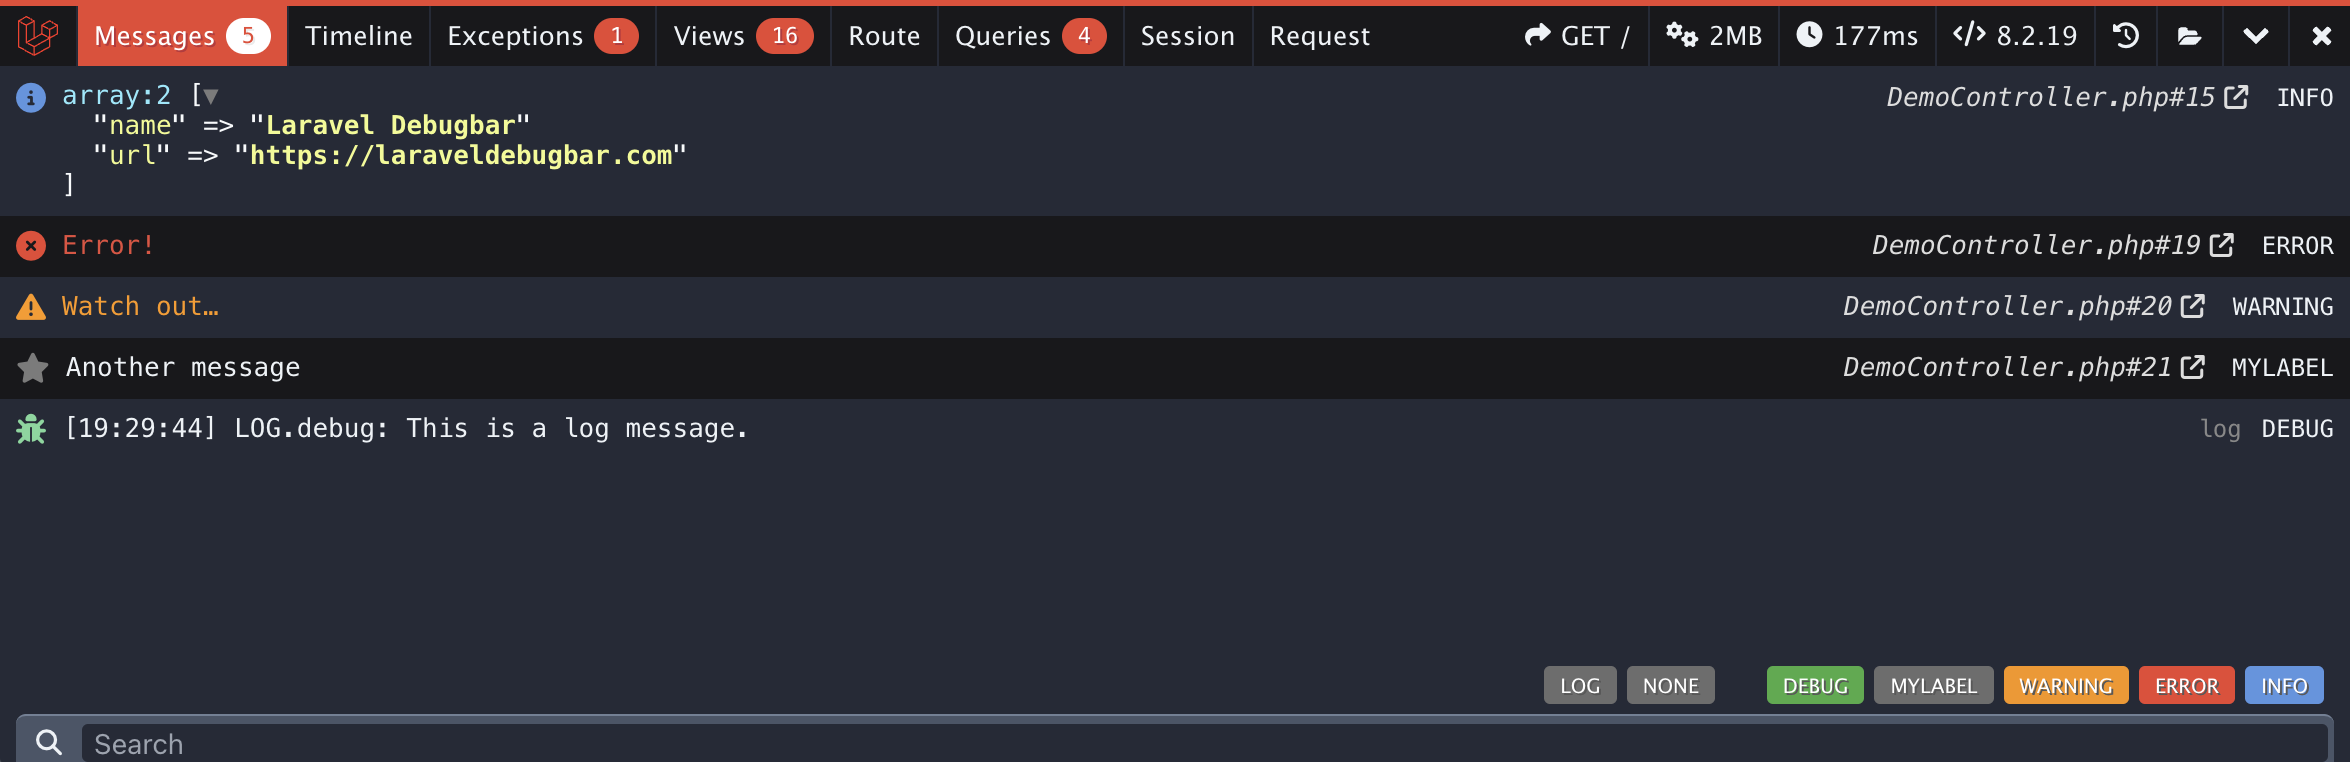 Messages 5 Timeline Exceptions 1 Views 16 Route Queries 4 Session Request GET / 2MB 177ms 8.2.19
array:2 [▼ DemoController.php#15 INFO
"name" => "Laravel Debugbar"
"url" => "https://laraveldebugbar.com"
]
Error! DemoController.php#19 ERROR
Watch out… DemoController.php#20 WARNING
Another message DemoController.php#21 MYLABEL
[19:29:44] LOG.debug: This is a log message. log DEBUG
LOG NONE DEBUG MYLABEL WARNING ERROR INFO
Search